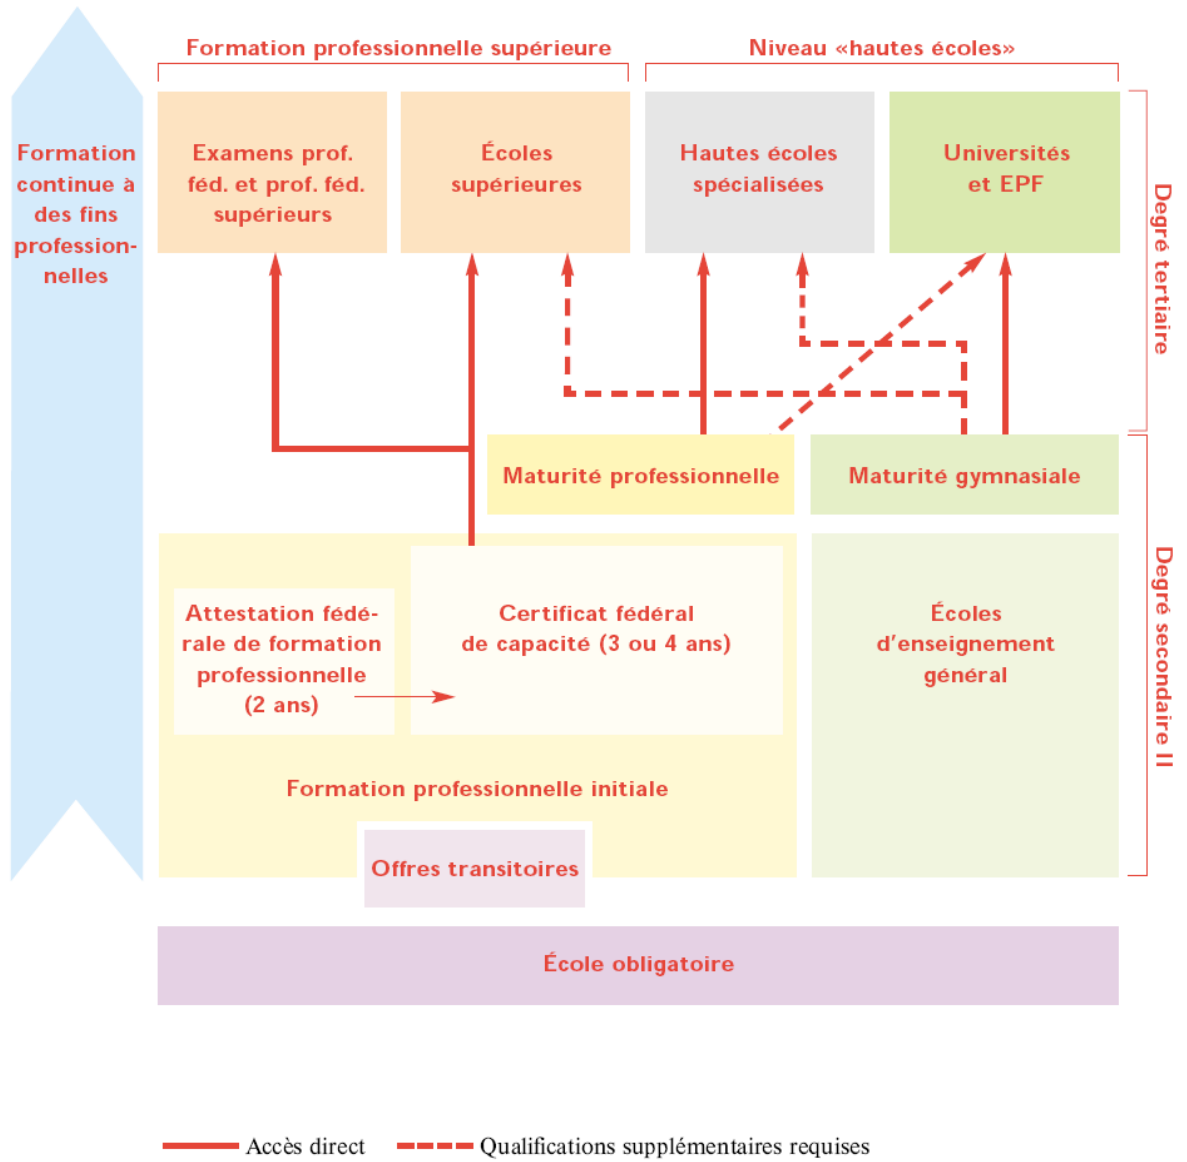 Formation professionnelle supérieure
Niveau «hautes écoles»
Formation
continue à
des fins
profession-
nelles
Examens prof.
féd. et prof. féd.
supérieurs
Écoles
supérieures
Hautes écoles
spécialisées
Universités
et EPF
Degré tertiaire
Maturité professionnelle
Maturité gymnasiale
Attestation fédé-
rale de formation
professionnelle
(2 ans)
Certificat fédéral
de capacité (3 ou 4 ans)
Écoles
d'enseignement
général
Degré secondaire II
Formation professionnelle initiale
Offres transitoires
École obligatoire
Accès direct
Qualifications supplémentaires requises